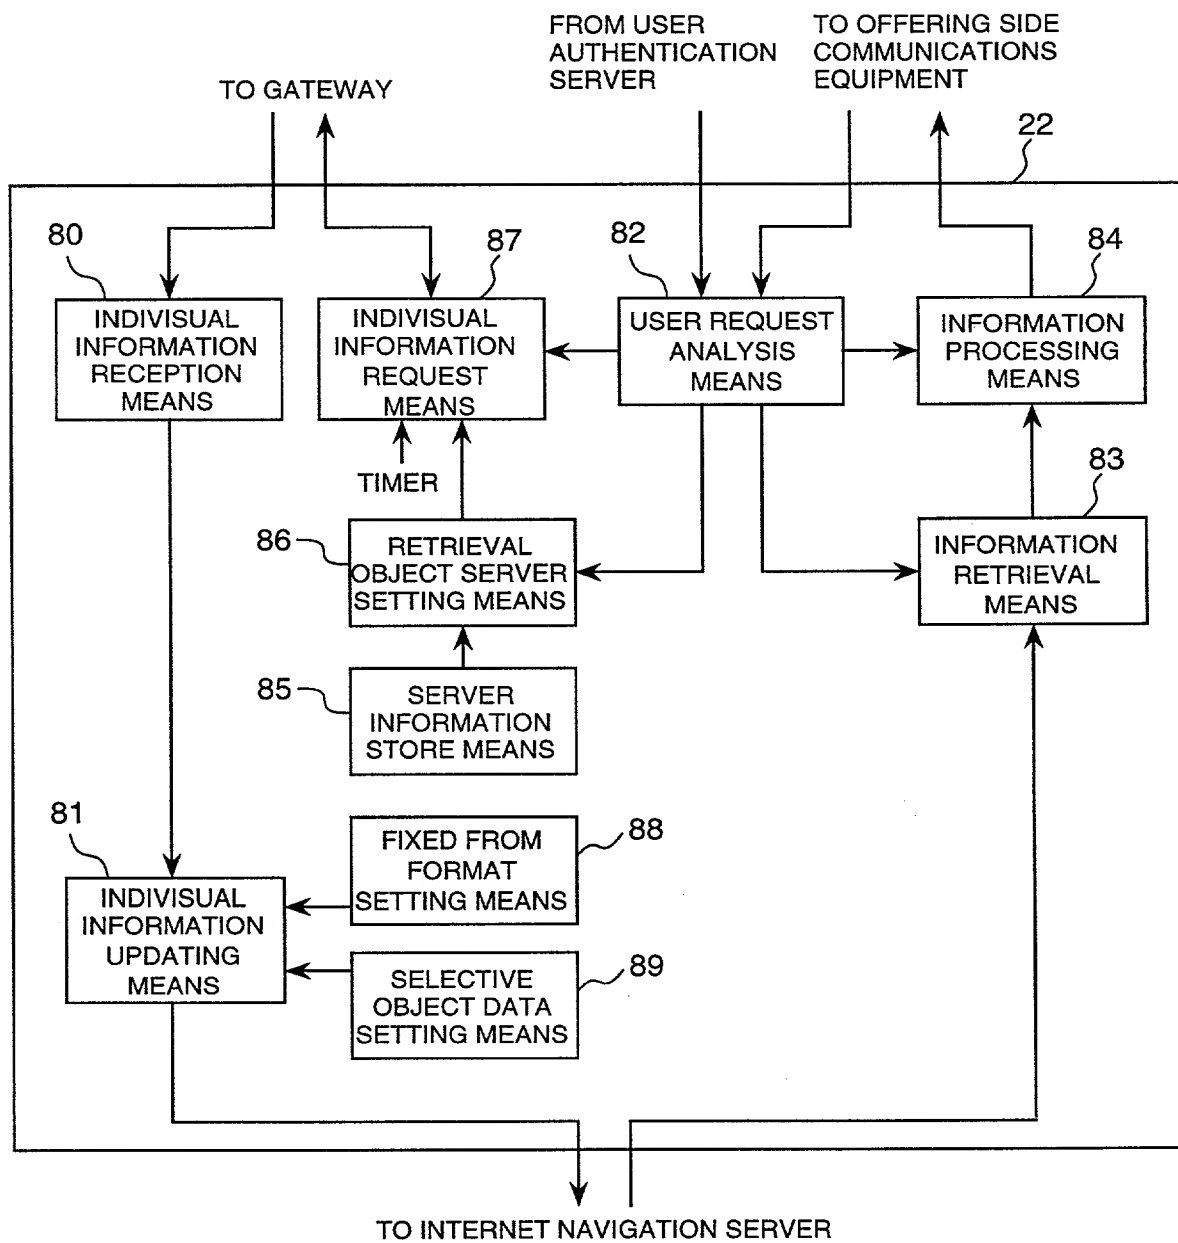 FROM USER
AUTHENTICATION
SERVER
TO OFFERING SIDE
COMMUNICATIONS
EQUIPMENT
TO GATEWAY
22
80
INDIVISUAL
INFORMATION
RECEPTION
MEANS
87
INDIVISUAL
INFORMATION
REQUEST
MEANS
82
USER REQUEST
ANALYSIS
MEANS
84
INFORMATION
PROCESSING
MEANS
TIMER
83
INFORMATION
RETRIEVAL
MEANS
86
RETRIEVAL
OBJECT SERVER
SETTING MEANS
85
SERVER
INFORMATION
STORE MEANS
81
INDIVISUAL
INFORMATION
UPDATING
MEANS
88
FIXED FROM
FORMAT
SETTING MEANS
89
SELECTIVE
OBJECT DATA
SETTING MEANS
TO INTERNET NAVIGATION SERVER